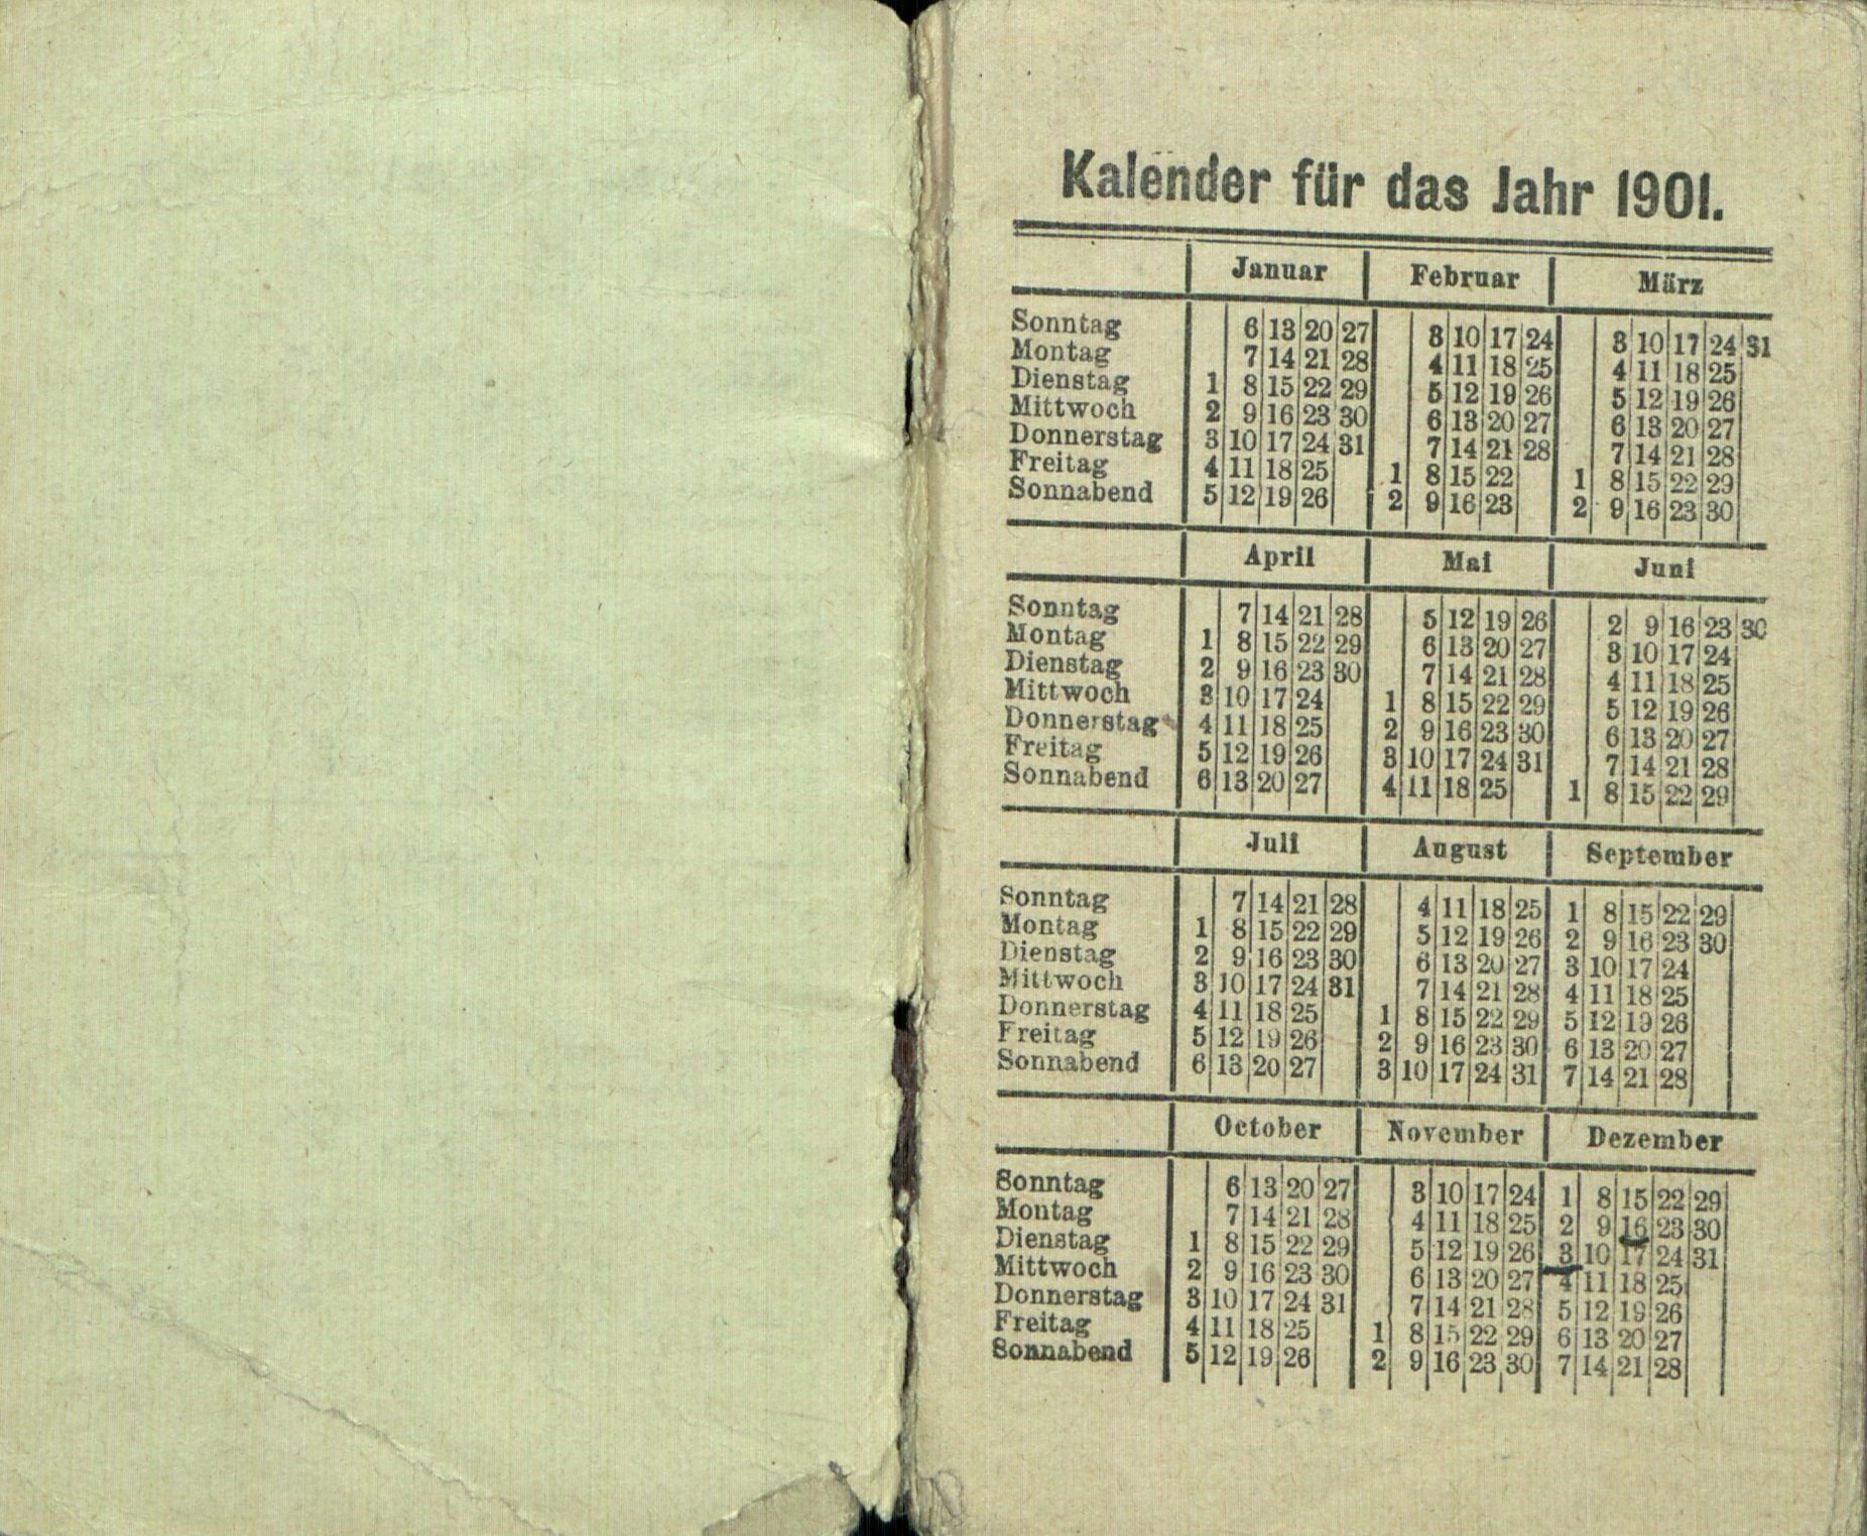 Kalender für das Jahr 1901.
Januar Februar März
Sonntag 6 13 20 27 3 10 17 24 3 10 17 24 31
Montag 7 14 21 28 4 11 18 25 4 11 18 25
Dienstag 1 8 15 22 29 5 12 19 26 5 12 19 26
Mittwoch 2 9 16 23 30 6 13 20 27 6 13 20 27
Donnerstag 3 10 17 24 31 7 14 21 28 7 14 21 28
Freitag 4 11 18 25 1 8 15 22 1 8 15 22 29
Sonnabend 5 12 19 26 2 9 16 23 2 9 16 23 30
April Mai Juni
Sonntag 7 14 21 28 5 12 19 26 2 9 16 23 30
Montag 1 8 15 22 29 6 13 20 27 3 10 17 24
Dienstag 2 9 16 23 30 7 14 21 28 4 11 18 25
Mittwoch 3 10 17 24 1 8 15 22 29 5 12 19 26
Donnerstag 4 11 18 25 2 9 16 23 30 6 13 20 27
Freitag 5 12 19 26 3 10 17 24 31 7 14 21 28
Sonnabend 6 13 20 27 4 11 18 25 1 8 15 22 29
Juli August September
Sonntag 7 14 21 28 4 11 18 25 1 8 15 22 29
Montag 1 8 15 22 29 5 12 19 26 2 9 16 23 30
Dienstag 2 9 16 23 30 6 13 20 27 3 10 17 24
Mittwoch 3 10 17 24 31 7 14 21 28 4 11 18 25
Donnerstag 4 11 18 25 1 8 15 22 29 5 12 19 26
Freitag 5 12 19 26 2 9 16 23 30 6 13 20 27
Sonnabend 6 13 20 27 3 10 17 24 31 7 14 21 28
October November Dezember
Sonntag 6 13 20 27 3 10 17 24 1 8 15 22 29
Montag 7 14 21 28 4 11 18 25 2 9 16 23 30
Dienstag 1 8 15 22 29 5 12 19 26 3 10 17 24 31
Mittwoch 2 9 16 23 30 6 13 20 27 4 11 18 25
Donnerstag 3 10 17 24 31 7 14 21 28 5 12 19 26
Freitag 4 11 18 25 1 8 15 22 29 6 13 20 27
Sonnabend 5 12 19 26 2 9 16 23 30 7 14 21 28